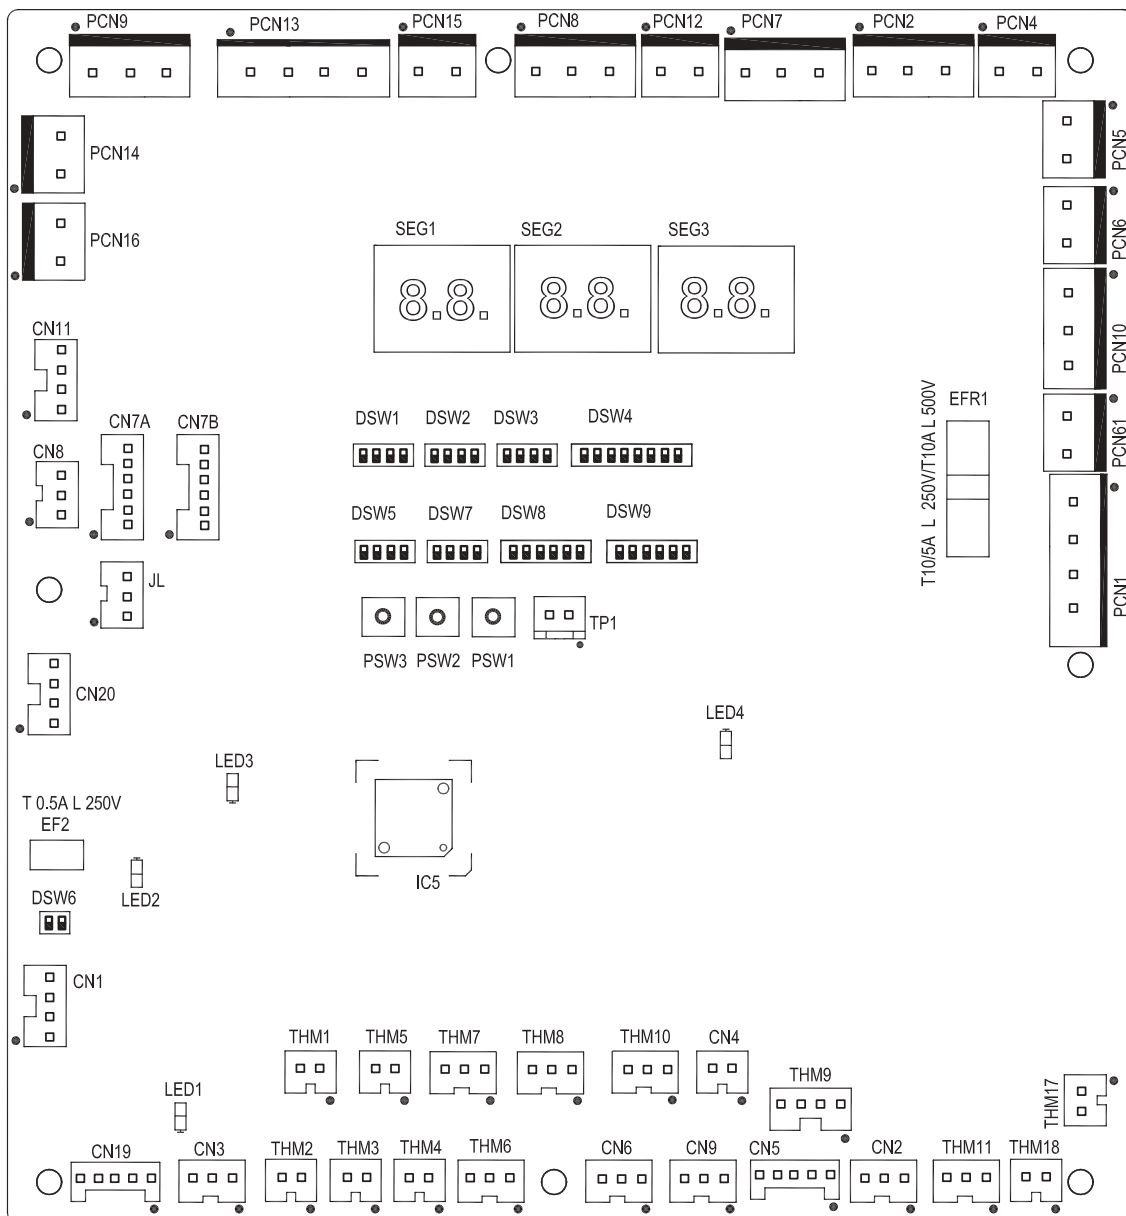 PCN9
PCN13
PCN15
PCN8
PCN12
PCN7
PCN2
PCN4
PCN14
PCN5
PCN16
PCN6
SEG1
SEG2
SEG3
8.8.
8.8.
8.8.
PCN10
CN11
EFR1
T10/5A L 250V/T10A L 500V
PCN61
CN7A
CN7B
DSW1
DSW2
DSW3
DSW4
CN8
DSW5
DSW7
DSW8
DSW9
PCN1
JL
TP1
PSW3
PSW2
PSW1
CN20
LED4
LED3
T 0.5A L 250V
EF2
IC5
DSW6
LED2
CN1
THM1
THM5
THM7
THM8
THM10
CN4
THM9
THM17
LED1
CN19
CN3
THM2
THM3
THM4
THM6
CN6
CN9
CN5
CN2
THM11
THM18